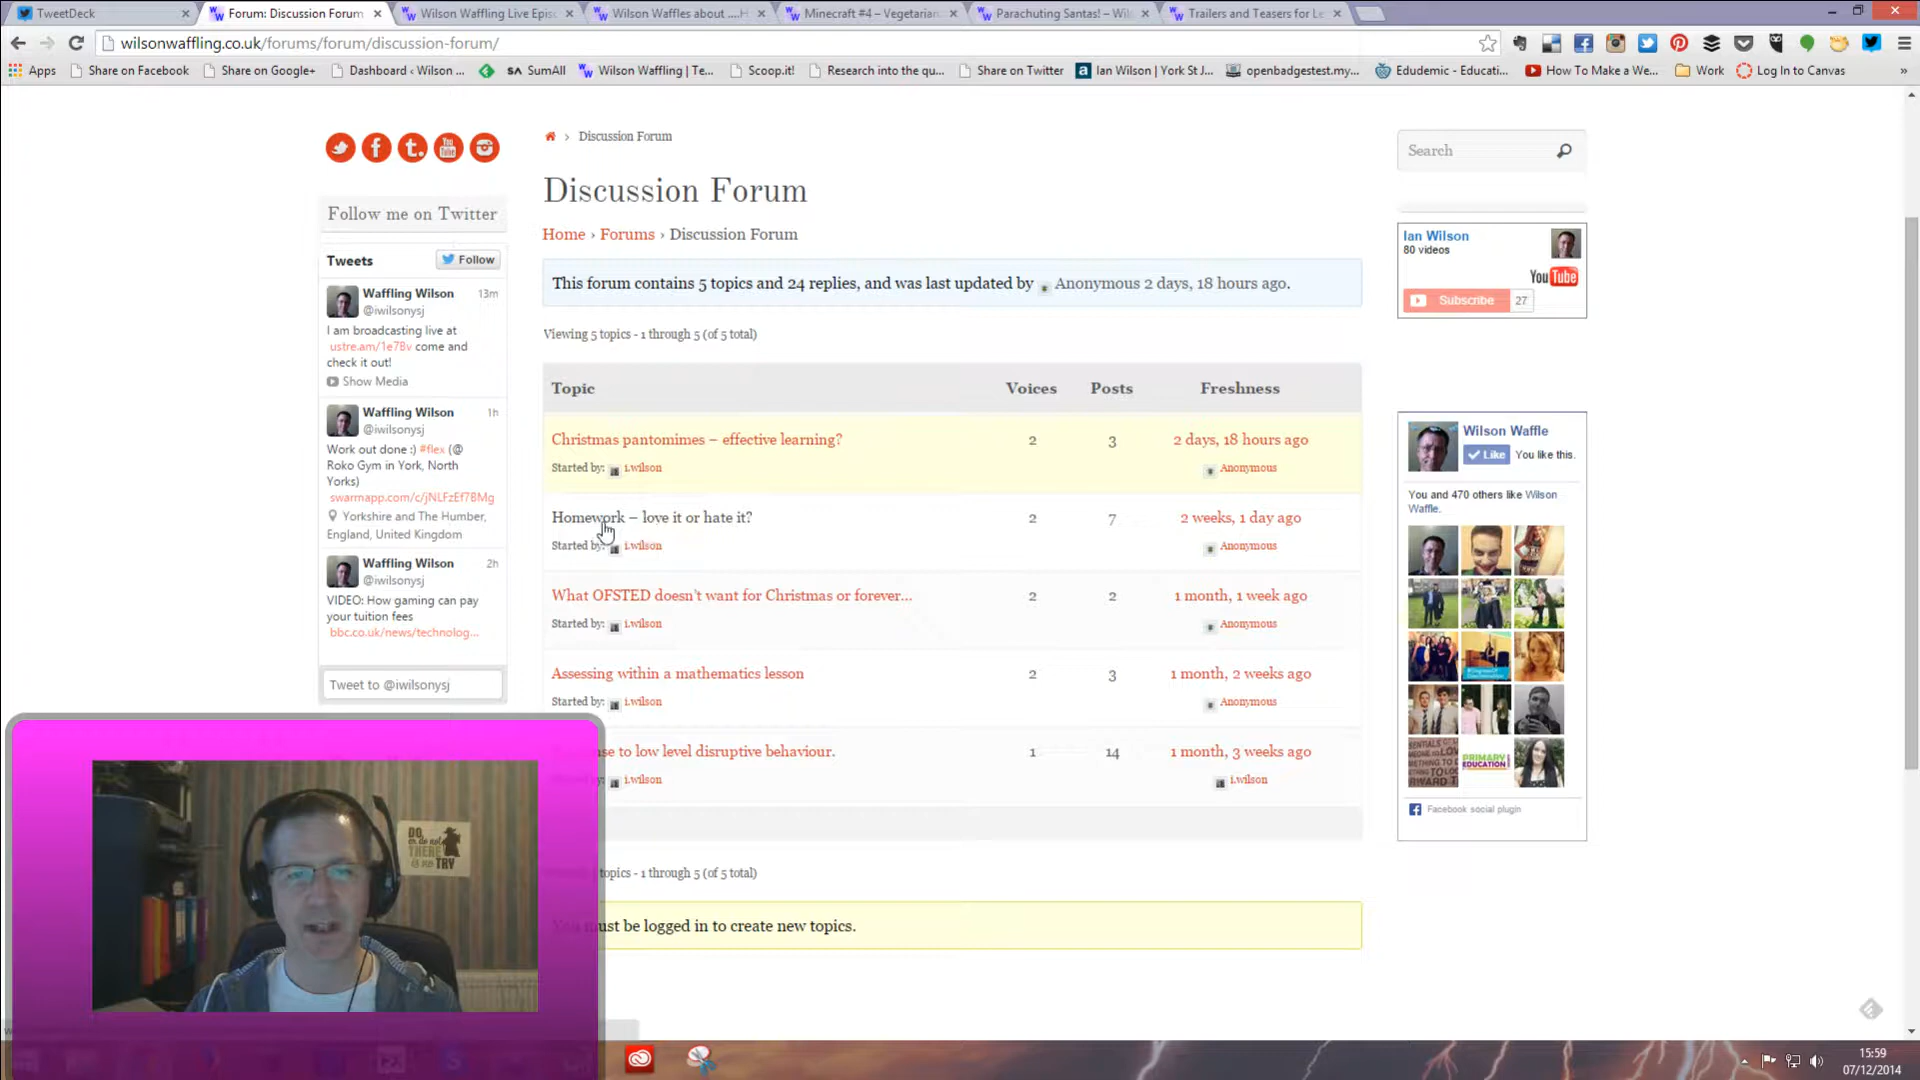 TweetDeck
Forum: Discussion Forum
Wilson Waffling Live Epis
Wilson Waffles about ....H
Minecraft #4 – Vegetarian
Parachuting Santas! – Wil
Trailers and Teasers for Le
wilsonwaffling.co.uk/forums/forum/discussion-forum/
Apps
Share on Facebook
Share on Google+
Dashboard ‹ Wilson ...
SumAll
Wilson Waffling | Te...
Scoop.it!
Research into the qu...
Share on Twitter
Ian Wilson | York St J...
openbadgestest.my...
Edudemic - Educati...
How To Make a We...
Work
Log In to Canvas
»
› Discussion Forum
Discussion Forum
Home › Forums › Discussion Forum
This forum contains 5 topics and 24 replies, and was last updated by Anonymous 2 days, 18 hours ago.
Viewing 5 topics - 1 through 5 (of 5 total)
Topic Voices Posts Freshness
Christmas pantomimes – effective learning? 2 3 2 days, 18 hours ago
Started by: i.wilson Anonymous
Homework – love it or hate it? 2 7 2 weeks, 1 day ago
Started by: i.wilson Anonymous
What OFSTED doesn't want for Christmas or forever... 2 2 1 month, 1 week ago
Started by: i.wilson Anonymous
Assessing within a mathematics lesson 2 3 1 month, 2 weeks ago
Started by: i.wilson Anonymous
to low level disruptive behaviour. 1 14 1 month, 3 weeks ago
i.wilson i.wilson
topics - 1 through 5 (of 5 total)
must be logged in to create new topics.
Follow me on Twitter
Tweets
Follow
Waffling Wilson 13m
@iwilsonysj
I am broadcasting live at
ustre.am/1e7Bv come and
check it out!
Show Media
Waffling Wilson 1h
@iwilsonysj
Work out done :) #flex (@
Roko Gym in York, North
Yorks)
swarmapp.com/c/jNLFzEf7BMg
Yorkshire and The Humber,
England, United Kingdom
Waffling Wilson 2h
@iwilsonysj
VIDEO: How gaming can pay
your tuition fees
bbc.co.uk/news/technolog...
Tweet to @iwilsonysj
Search
Ian Wilson
80 videos
YouTube
Subscribe 27
Wilson Waffle
Like You like this.
You and 470 others like Wilson
Waffle.
PRIMARY
EDUCATION
Facebook social plugin
DO,
or do not
THERE
is no
TRY
15:59
07/12/2014